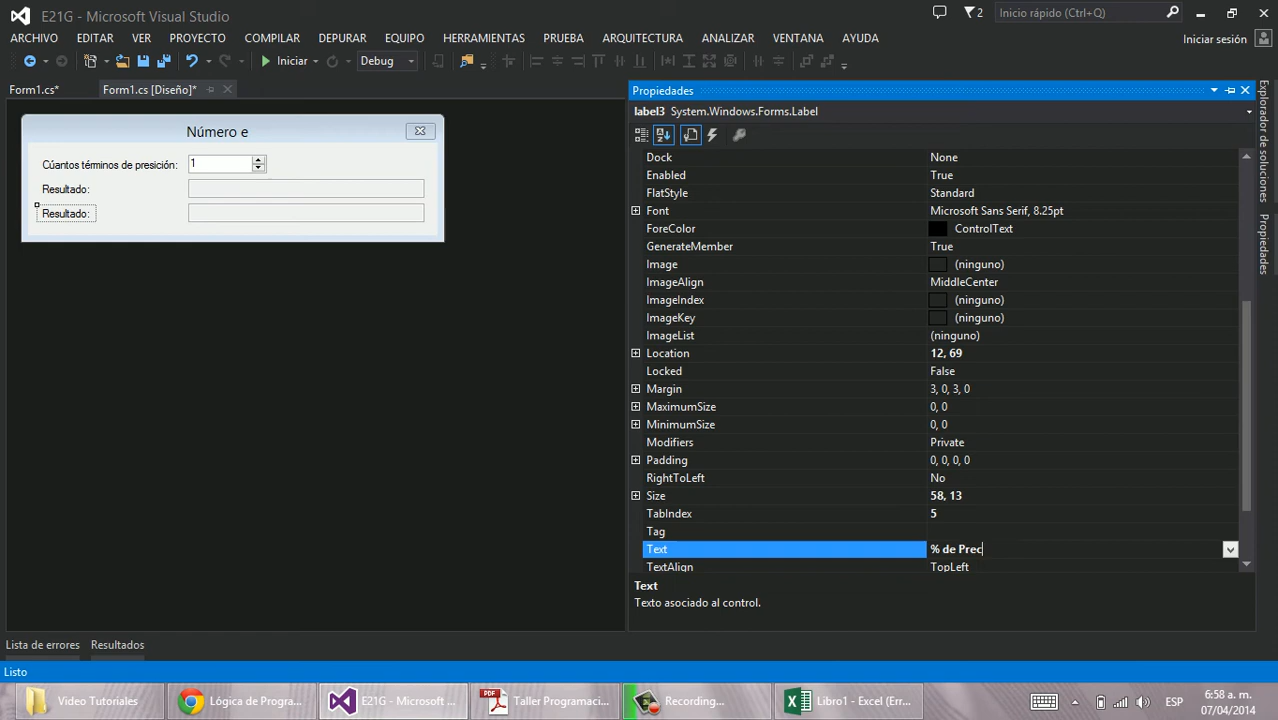 E21G - Microsoft Visual Studio
2
Inicio rápido (Ctrl+Q)
ARCHIVO EDITAR VER PROYECTO COMPILAR DEPURAR EQUIPO HERRAMIENTAS PRUEBA ARQUITECTURA ANALIZAR VENTANA AYUDA
Iniciar sesión
Iniciar Debug
Form1.cs* Form1.cs [Diseño]*
Número e
Cúantos términos de presición: 1
Resultado:
Resultado:
Propiedades
label3 System.Windows.Forms.Label
Dock None
Enabled True
FlatStyle Standard
Font Microsoft Sans Serif, 8.25pt
ForeColor ControlText
GenerateMember True
Image (ninguno)
ImageAlign MiddleCenter
ImageIndex (ninguno)
ImageKey (ninguno)
ImageList (ninguno)
Location 12, 69
Locked False
Margin 3, 0, 3, 0
MaximumSize 0, 0
MinimumSize 0, 0
Modifiers Private
Padding 0, 0, 0, 0
RightToLeft No
Size 58, 13
TabIndex 5
Tag
Text % de Prec
TextAlign TopLeft
Text
Texto asociado al control.
Explorador de soluciones
Propiedades
Lista de errores Resultados
Listo
Video Tutoriales
Lógica de Progra...
E21G - Microsoft ...
PDF
Taller Programaci...
Recording...
Libro1 - Excel (Err...
ESP
6:58 a. m.
07/04/2014